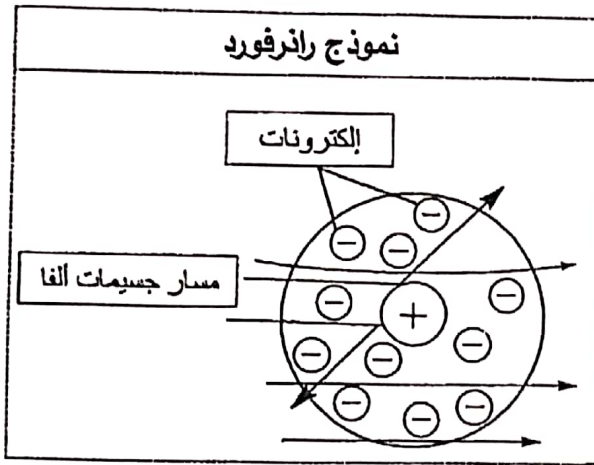 نموذج رانرفورد
إلكترونات
مسار جسيمات ألفا